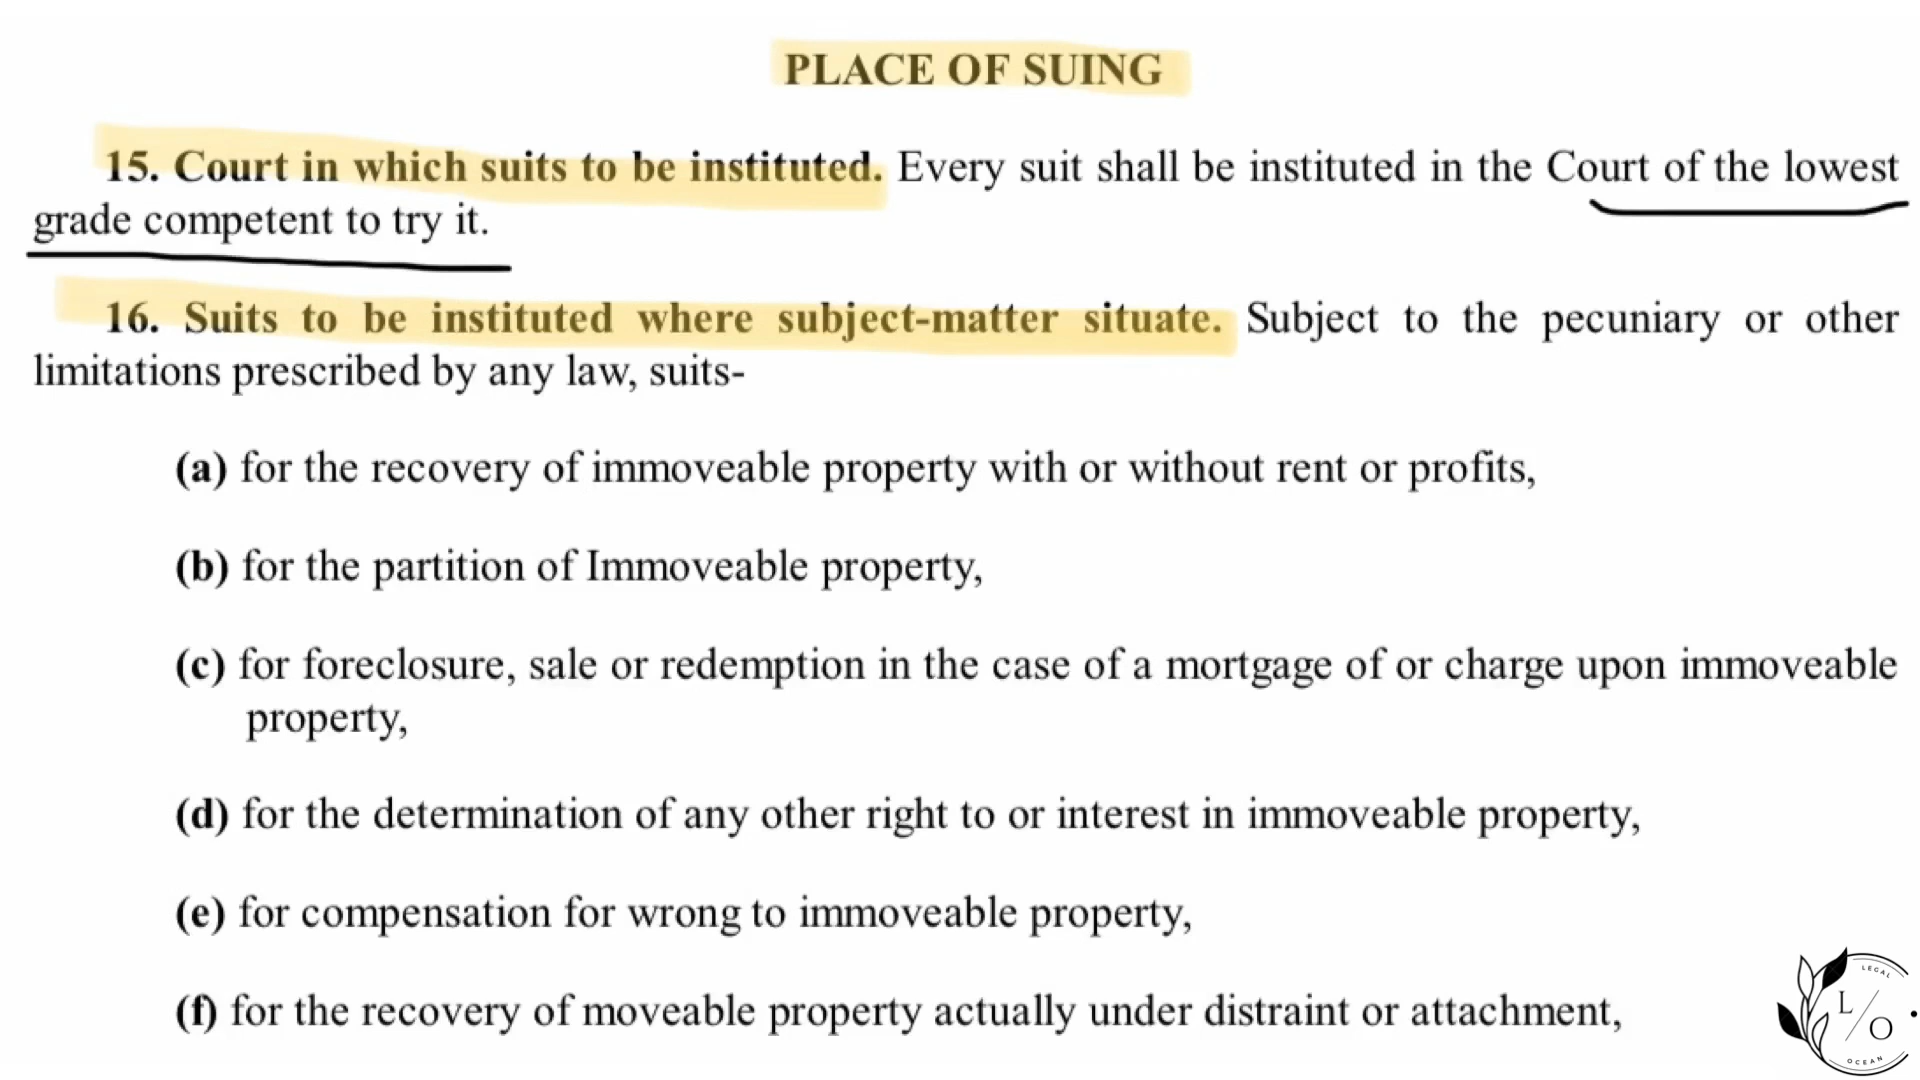 PLACE OF SUING
15. Court in which suits to be instituted. Every suit shall be instituted in the Court of the lowest
grade competent to try it.
16. Suits to be instituted where subject-matter situate. Subject to the pecuniary or other
limitations prescribed by any law, suits-
(a) for the recovery of immoveable property with or without rent or profits,
(b) for the partition of Immoveable property,
(c) for foreclosure, sale or redemption in the case of a mortgage of or charge upon immoveable
property,
(d) for the determination of any other right to or interest in immoveable property,
(e) for compensation for wrong to immoveable property,
(f) for the recovery of moveable property actually under distraint or attachment,
LEGAL
L/O
OCEAN